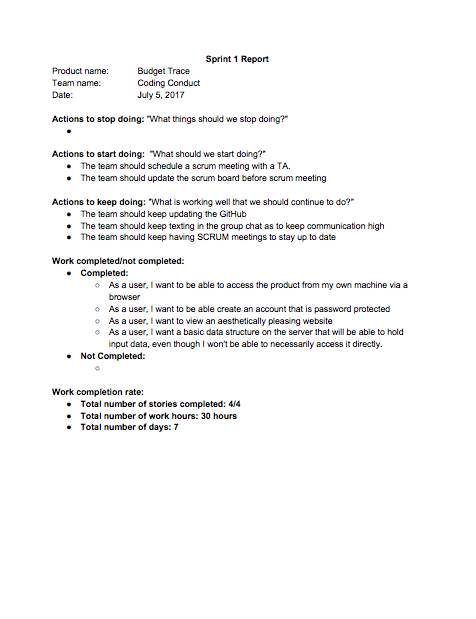 Sprint 1 Report
Product name: Budget Trace
Team name: Coding Conduct
Date: July 5, 2017
Actions to stop doing: "What things should we stop doing?"
●
Actions to start doing: "What should we start doing?"
● The team should schedule a scrum meeting with a TA.
● The team should update the scrum board before scrum meeting
Actions to keep doing: "What is working well that we should continue to do?"
● The team should keep updating the GitHub
● The team should keep texting in the group chat as to keep communication high
● The team should keep having SCRUM meetings to stay up to date
Work completed/not completed:
● Completed:
○ As a user, I want to be able to access the product from my own machine via a
browser
○ As a user, I want to be able create an account that is password protected
○ As a user, I want to view an aesthetically pleasing website
○ As a user, I want a basic data structure on the server that will be able to hold
input data, even though I won't be able to necessarily access it directly.
● Not Completed:
○
Work completion rate:
● Total number of stories completed: 4/4
● Total number of work hours: 30 hours
● Total number of days: 7